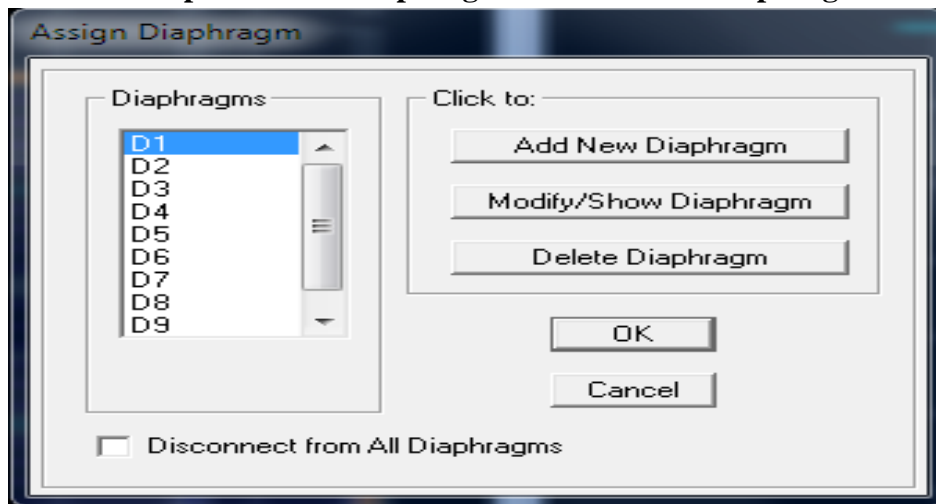 Assign Diaphragm
Diaphragms
D1
D2
D3
D4
D5
D6
D7
D8
D9
Click to:
Add New Diaphragm
Modify/Show Diaphragm
Delete Diaphragm
OK
Cancel
Disconnect from All Diaphragms